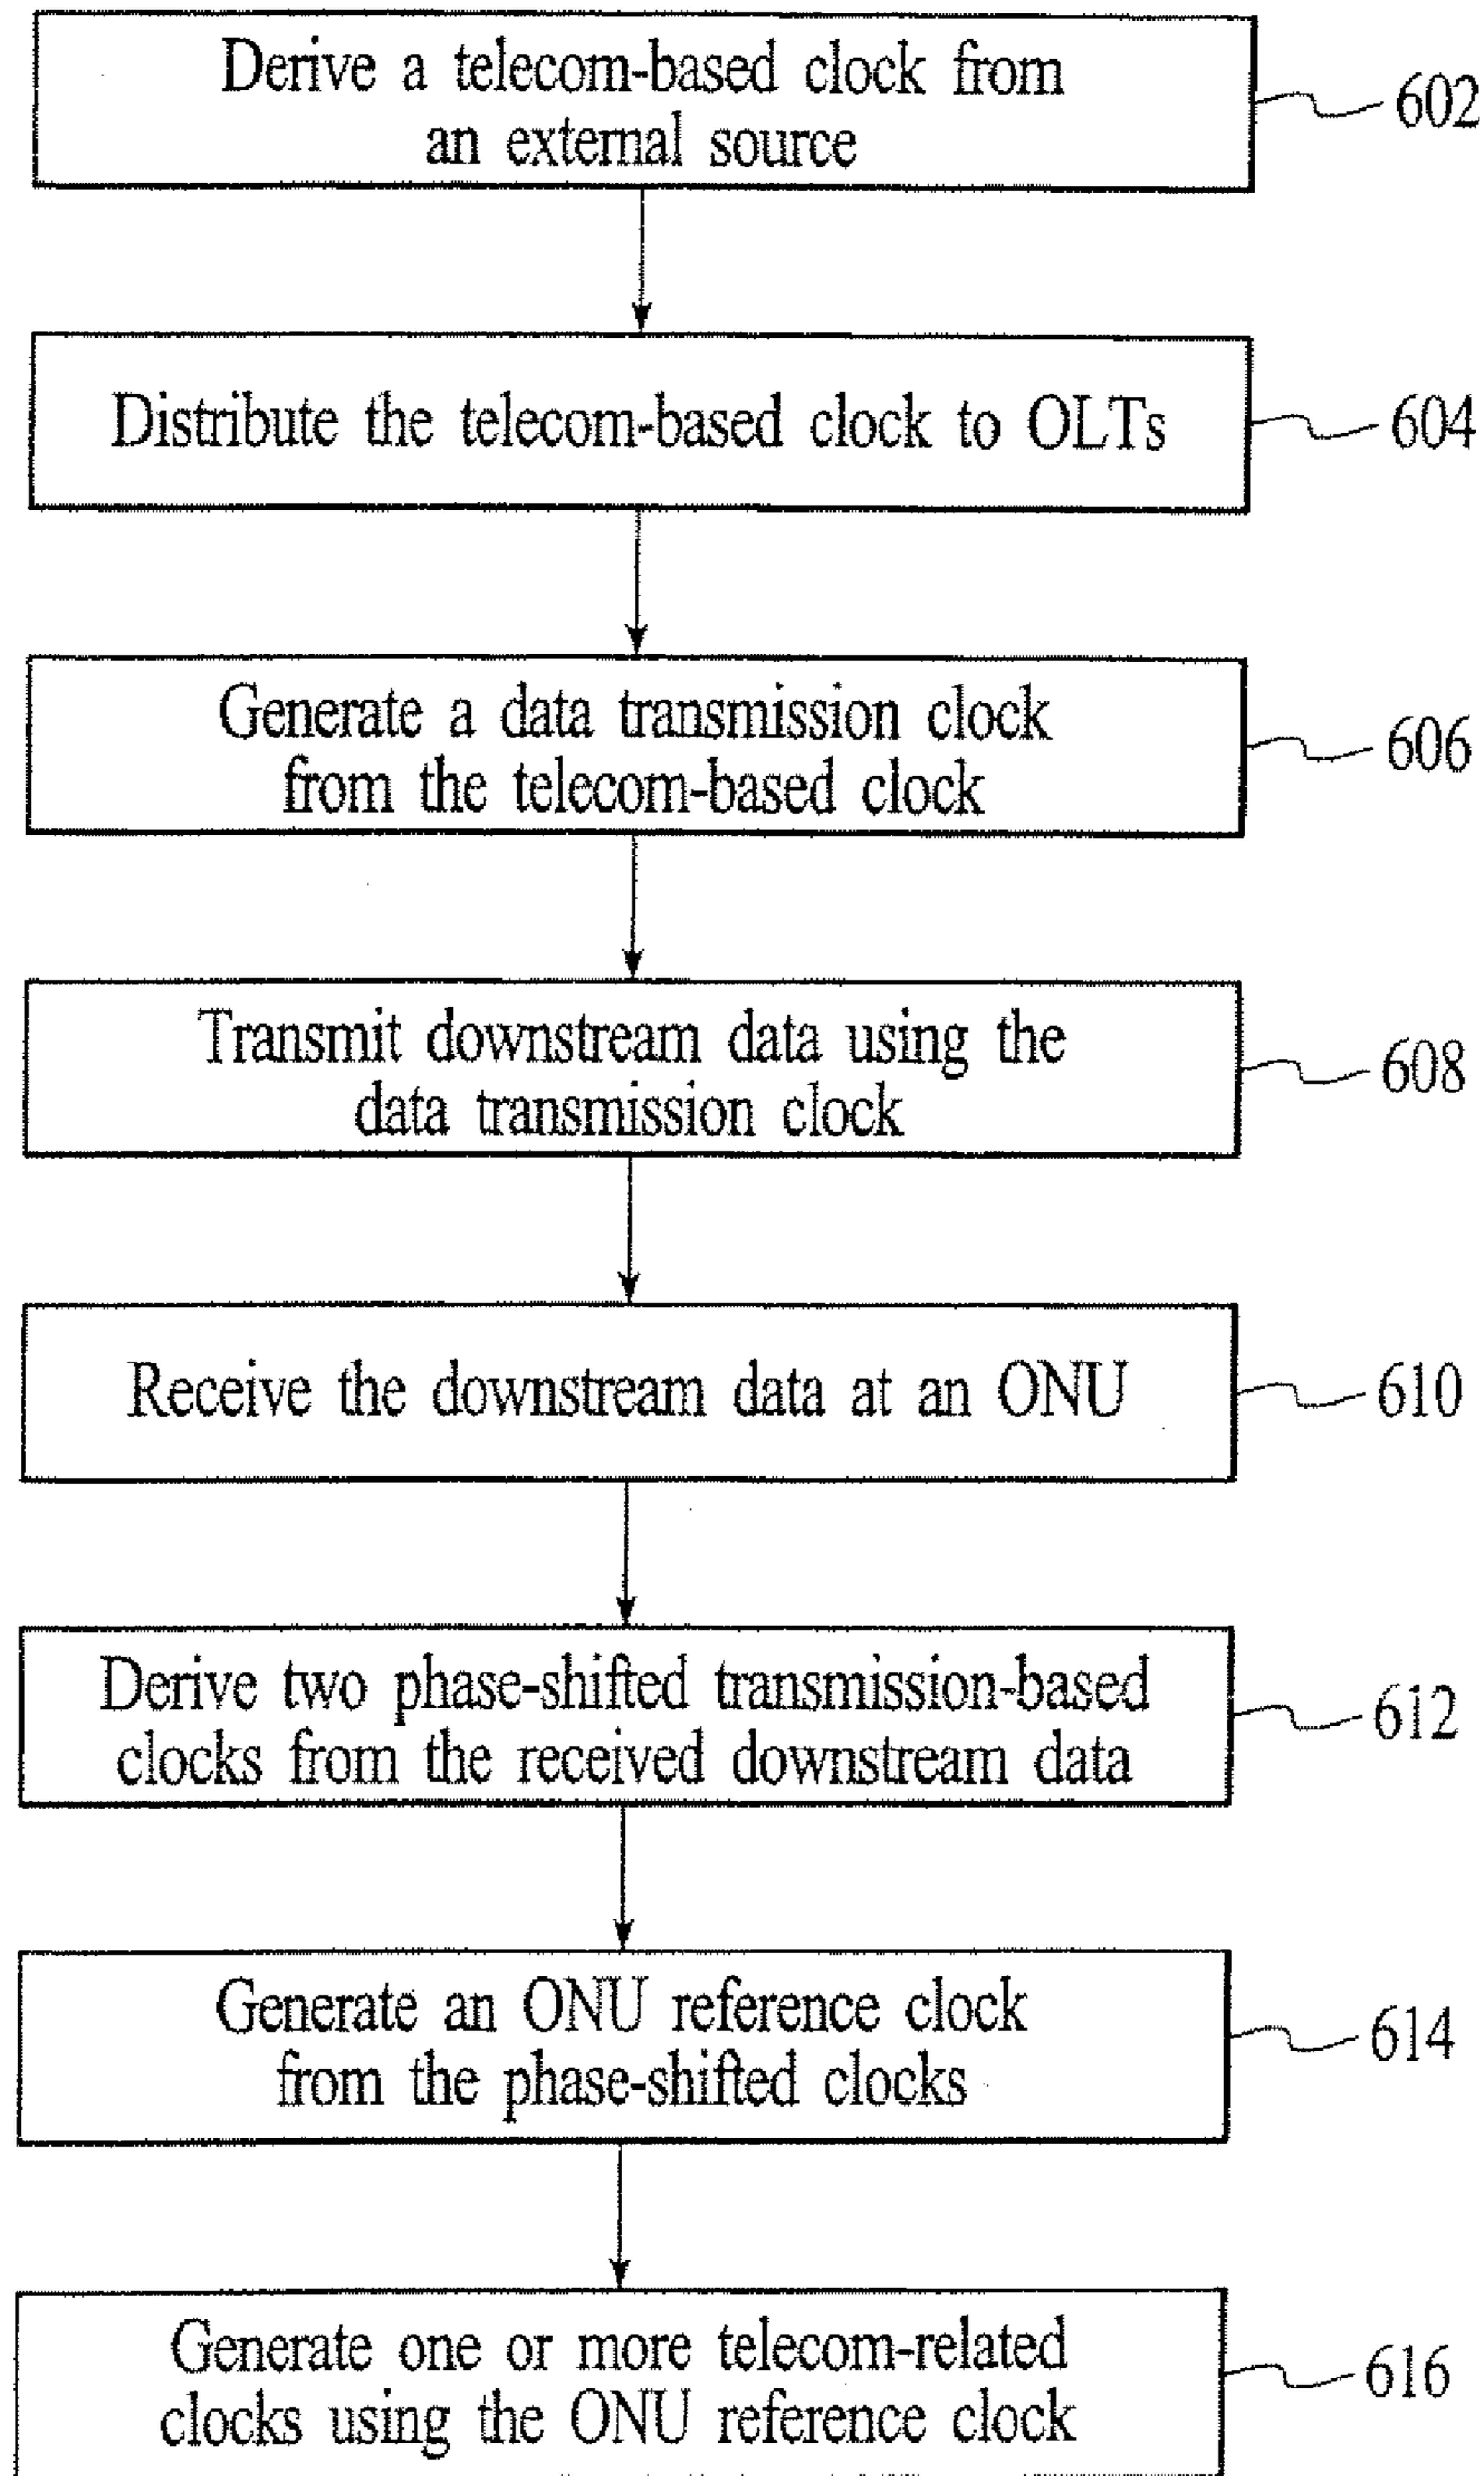 Derive a telecom-based clock from
an external source
602
Distribute the telecom-based clock to OLTs
604
Generate a data transmission clock
from the telecom-based clock
606
Transmit downstream data using the
data transmission clock
608
Receive the downstream data at an ONU
610
Derive two phase-shifted transmission-based
clocks from the received downstream data
612
Generate an ONU reference clock
from the phase-shifted clocks
614
Generate one or more telecom-related
clocks using the ONU reference clock
616